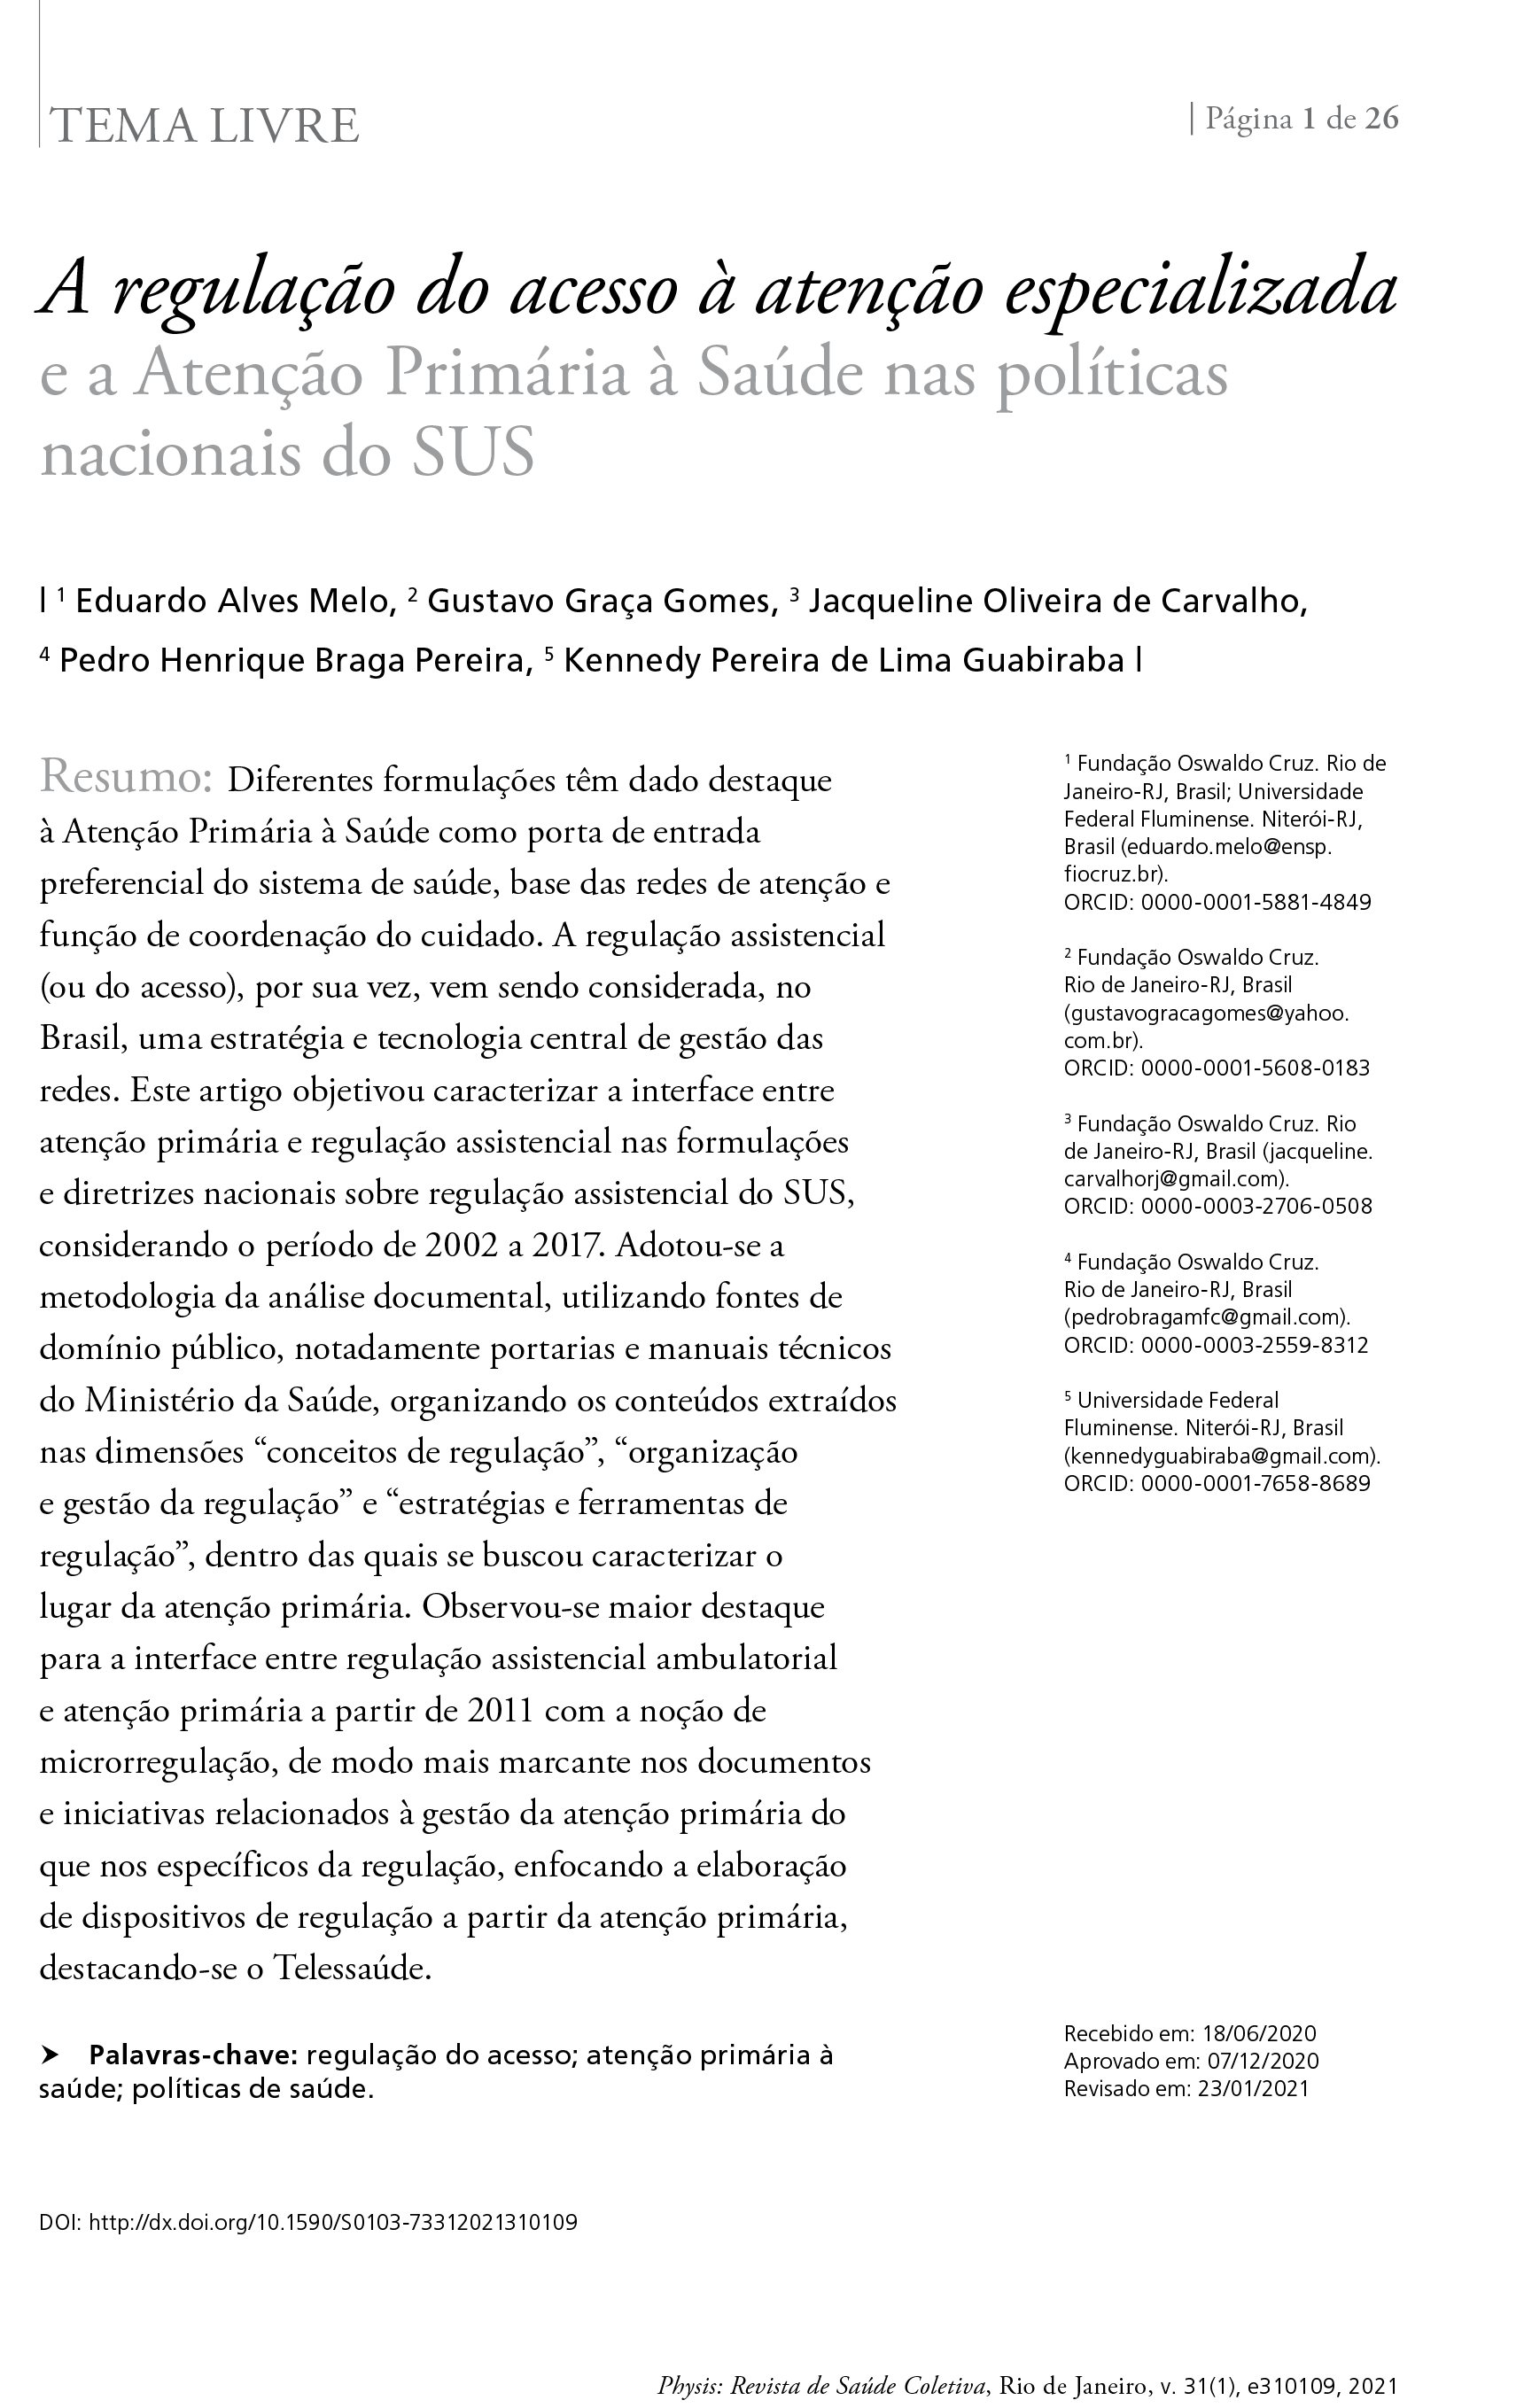 TEMA LIVRE
| Página 1 de 26
A regulação do acesso à atenção especializada
e a Atenção Primária à Saúde nas políticas
nacionais do SUS
| ¹ Eduardo Alves Melo, ² Gustavo Graça Gomes, ³ Jacqueline Oliveira de Carvalho,
⁴ Pedro Henrique Braga Pereira, ⁵ Kennedy Pereira de Lima Guabiraba |
Resumo: Diferentes formulações têm dado destaque
à Atenção Primária à Saúde como porta de entrada
preferencial do sistema de saúde, base das redes de atenção e
função de coordenação do cuidado. A regulação assistencial
(ou do acesso), por sua vez, vem sendo considerada, no
Brasil, uma estratégia e tecnologia central de gestão das
redes. Este artigo objetivou caracterizar a interface entre
atenção primária e regulação assistencial nas formulações
e diretrizes nacionais sobre regulação assistencial do SUS,
considerando o período de 2002 a 2017. Adotou-se a
metodologia da análise documental, utilizando fontes de
domínio público, notadamente portarias e manuais técnicos
do Ministério da Saúde, organizando os conteúdos extraídos
nas dimensões “conceitos de regulação”, “organização
e gestão da regulação” e “estratégias e ferramentas de
regulação”, dentro das quais se buscou caracterizar o
lugar da atenção primária. Observou-se maior destaque
para a interface entre regulação assistencial ambulatorial
e atenção primária a partir de 2011 com a noção de
microrregulação, de modo mais marcante nos documentos
e iniciativas relacionados à gestão da atenção primária do
que nos específicos da regulação, enfocando a elaboração
de dispositivos de regulação a partir da atenção primária,
destacando-se o Telessaúde.
➤ Palavras-chave: regulação do acesso; atenção primária à
saúde; políticas de saúde.
¹ Fundação Oswaldo Cruz. Rio de
Janeiro-RJ, Brasil; Universidade
Federal Fluminense. Niterói-RJ,
Brasil (eduardo.melo@ensp.
fiocruz.br).
ORCID: 0000-0001-5881-4849
² Fundação Oswaldo Cruz.
Rio de Janeiro-RJ, Brasil
(gustavogracagomes@yahoo.
com.br).
ORCID: 0000-0001-5608-0183
³ Fundação Oswaldo Cruz. Rio
de Janeiro-RJ, Brasil (jacqueline.
carvalhorj@gmail.com).
ORCID: 0000-0003-2706-0508
⁴ Fundação Oswaldo Cruz.
Rio de Janeiro-RJ, Brasil
(pedrobragamfc@gmail.com).
ORCID: 0000-0003-2559-8312
⁵ Universidade Federal
Fluminense. Niterói-RJ, Brasil
(kennedyguabiraba@gmail.com).
ORCID: 0000-0001-7658-8689
Recebido em: 18/06/2020
Aprovado em: 07/12/2020
Revisado em: 23/01/2021
DOI: http://dx.doi.org/10.1590/S0103-73312021310109
Physis: Revista de Saúde Coletiva, Rio de Janeiro, v. 31(1), e310109, 2021